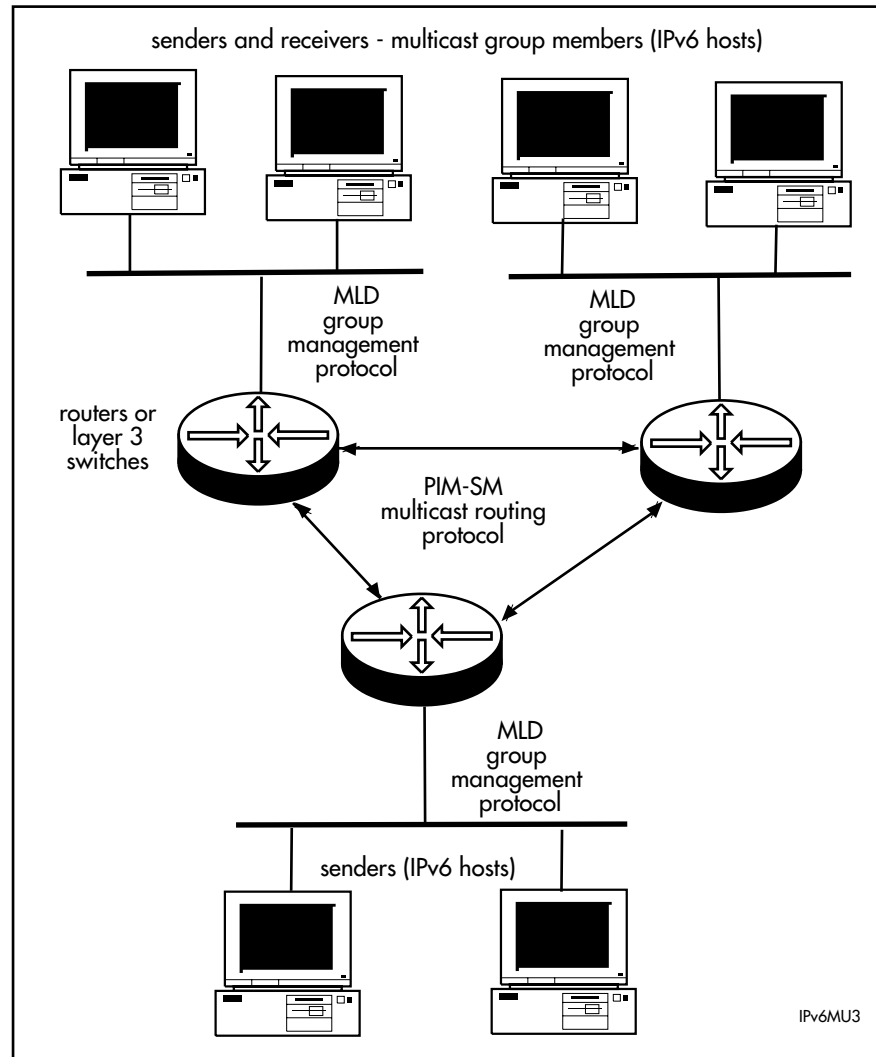 senders and receivers - multicast group members (IPv6 hosts)
MLD
group
management
protocol
MLD
group
management
protocol
routers or
layer 3
switches
PIM-SM
multicast routing
protocol
MLD
group
management
protocol
senders (IPv6 hosts)
IPv6MU3